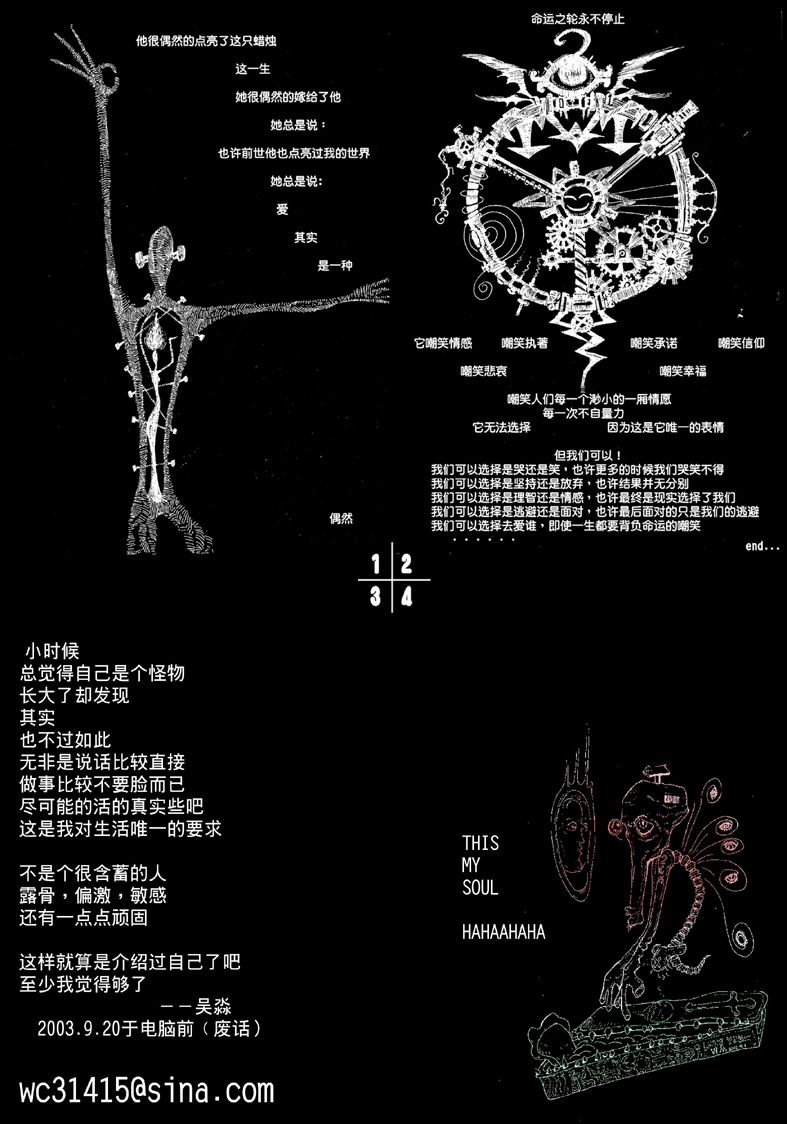 他很偶然的点亮了这只蜡烛
这一生
她很偶然的嫁给了他
她总是说：
也许前世他也点亮过我的世界
她总是说:
爱
其实
是一种
偶然
命运之轮永不停止
它嘲笑情感 嘲笑执著 嘲笑承诺 嘲笑信仰
嘲笑悲哀 嘲笑幸福
嘲笑人们每一个渺小的一厢情愿
每一次不自量力
它无法选择 因为这是它唯一的表情
但我们可以！
我们可以选择是哭还是笑，也许更多的时候我们哭笑不得
我们可以选择是坚持还是放弃，也许结果并无分别
我们可以选择是理智还是情感，也许最终是现实选择了我们
我们可以选择是逃避还是面对，也许最后面对的只是我们的逃避
我们可以选择去爱谁，即使一生都要背负命运的嘲笑
......
end...
1 2
3 4
小时候
总觉得自己是个怪物
长大了却发现
其实
也不过如此
无非是说话比较直接
做事比较不要脸而已
尽可能的活的真实些吧
这是我对生活唯一的要求
不是个很含蓄的人
露骨，偏激，敏感
还有一点点顽固
这样就算是介绍过自己了吧
至少我觉得够了
——吴淼
2003.9.20于电脑前（废话）
wc31415@sina.com
THIS
MY
SOUL
HAHAAHAHA